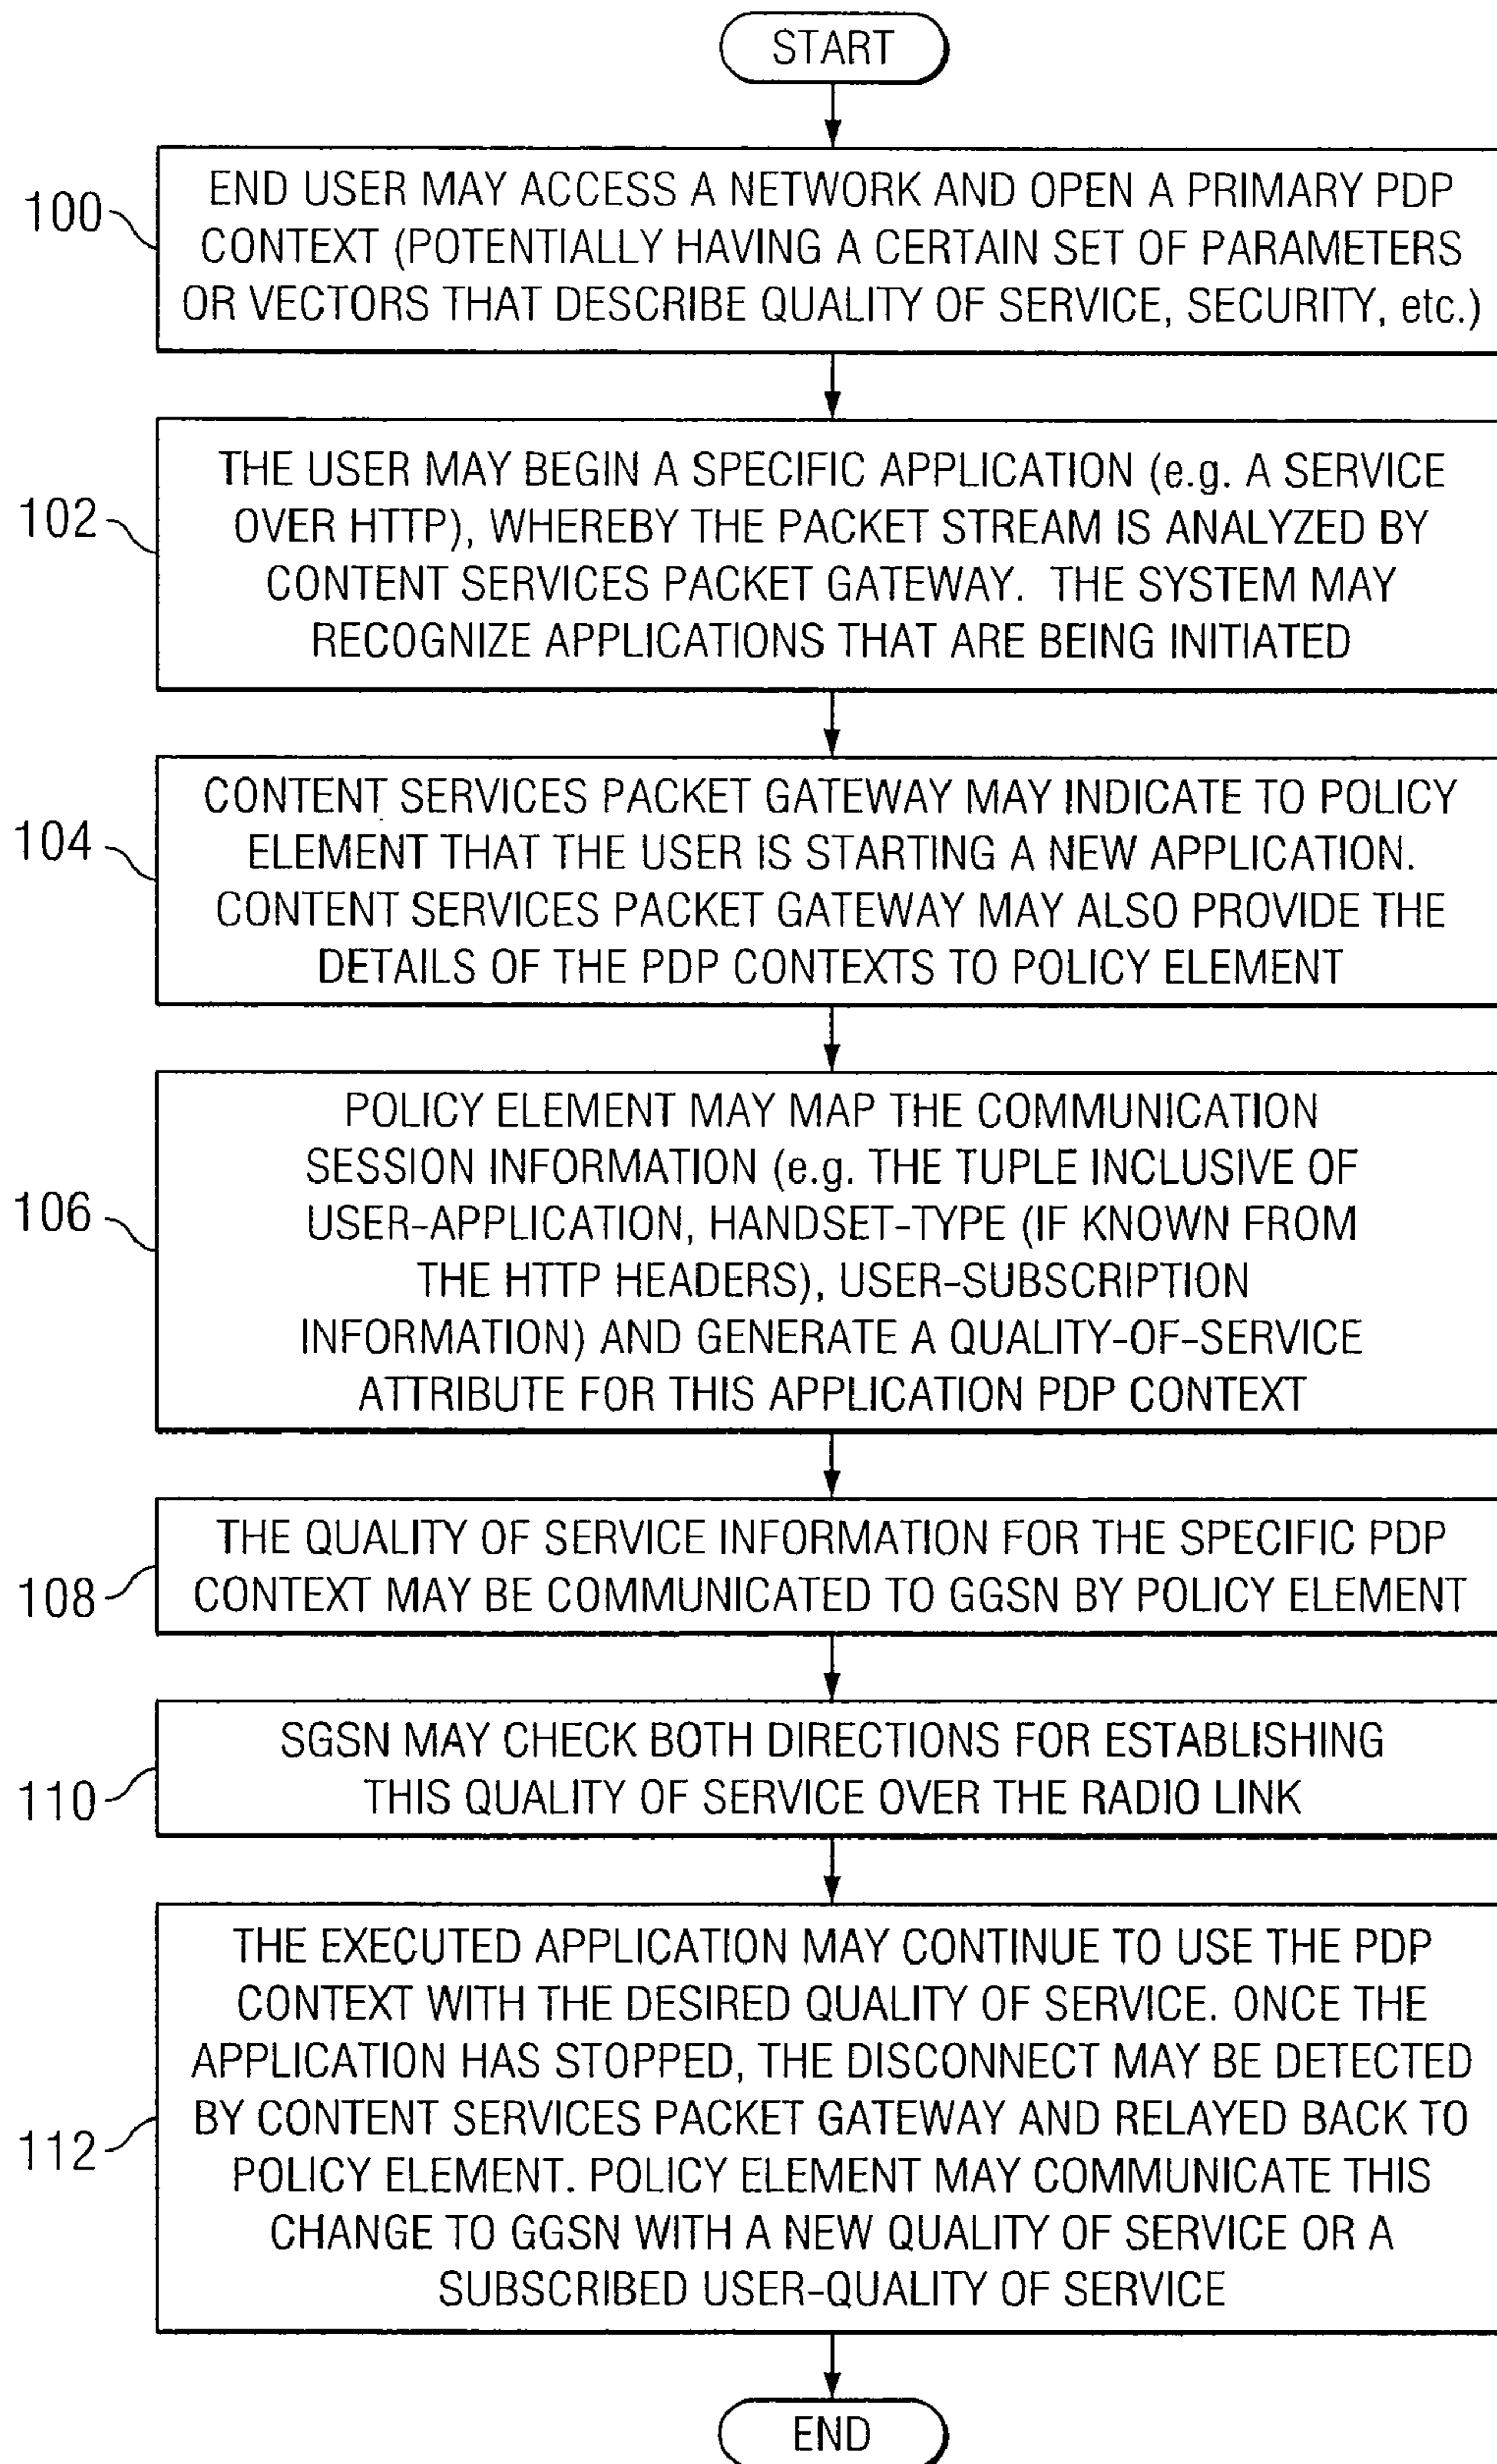 START
100
END USER MAY ACCESS A NETWORK AND OPEN A PRIMARY PDP
CONTEXT (POTENTIALLY HAVING A CERTAIN SET OF PARAMETERS
OR VECTORS THAT DESCRIBE QUALITY OF SERVICE, SECURITY, etc.)
102
THE USER MAY BEGIN A SPECIFIC APPLICATION (e.g. A SERVICE
OVER HTTP), WHEREBY THE PACKET STREAM IS ANALYZED BY
CONTENT SERVICES PACKET GATEWAY. THE SYSTEM MAY
RECOGNIZE APPLICATIONS THAT ARE BEING INITIATED
104
CONTENT SERVICES PACKET GATEWAY MAY INDICATE TO POLICY
ELEMENT THAT THE USER IS STARTING A NEW APPLICATION.
CONTENT SERVICES PACKET GATEWAY MAY ALSO PROVIDE THE
DETAILS OF THE PDP CONTEXTS TO POLICY ELEMENT
106
POLICY ELEMENT MAY MAP THE COMMUNICATION
SESSION INFORMATION (e.g. THE TUPLE INCLUSIVE OF
USER-APPLICATION, HANDSET-TYPE (IF KNOWN FROM
THE HTTP HEADERS), USER-SUBSCRIPTION
INFORMATION) AND GENERATE A QUALITY-OF-SERVICE
ATTRIBUTE FOR THIS APPLICATION PDP CONTEXT
108
THE QUALITY OF SERVICE INFORMATION FOR THE SPECIFIC PDP
CONTEXT MAY BE COMMUNICATED TO GGSN BY POLICY ELEMENT
110
SGSN MAY CHECK BOTH DIRECTIONS FOR ESTABLISHING
THIS QUALITY OF SERVICE OVER THE RADIO LINK
112
THE EXECUTED APPLICATION MAY CONTINUE TO USE THE PDP
CONTEXT WITH THE DESIRED QUALITY OF SERVICE. ONCE THE
APPLICATION HAS STOPPED, THE DISCONNECT MAY BE DETECTED
BY CONTENT SERVICES PACKET GATEWAY AND RELAYED BACK TO
POLICY ELEMENT. POLICY ELEMENT MAY COMMUNICATE THIS
CHANGE TO GGSN WITH A NEW QUALITY OF SERVICE OR A
SUBSCRIBED USER-QUALITY OF SERVICE
END